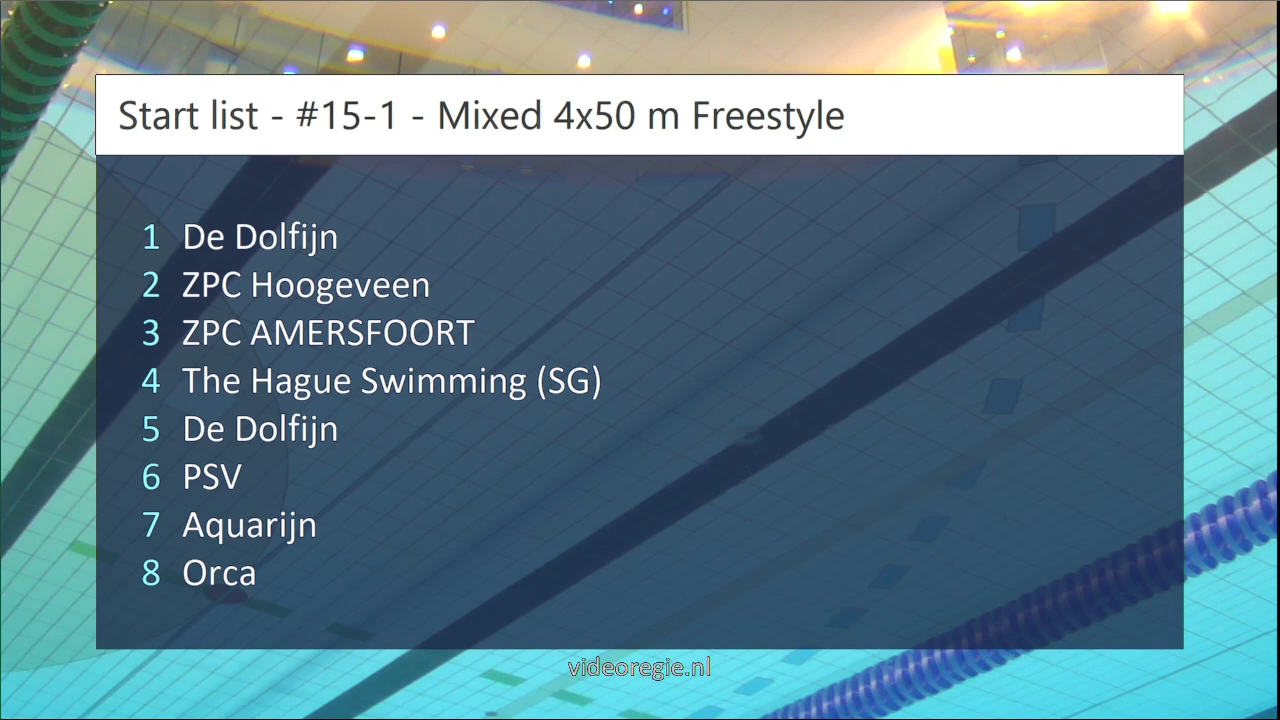 Start list - #15-1 - Mixed 4x50 m Freestyle
1 De Dolfijn
2 ZPC Hoogeveen
3 ZPC AMERSFOORT
4 The Hague Swimming (SG)
5 De Dolfijn
6 PSV
7 Aquarijn
8 Orca
videoregie.nl